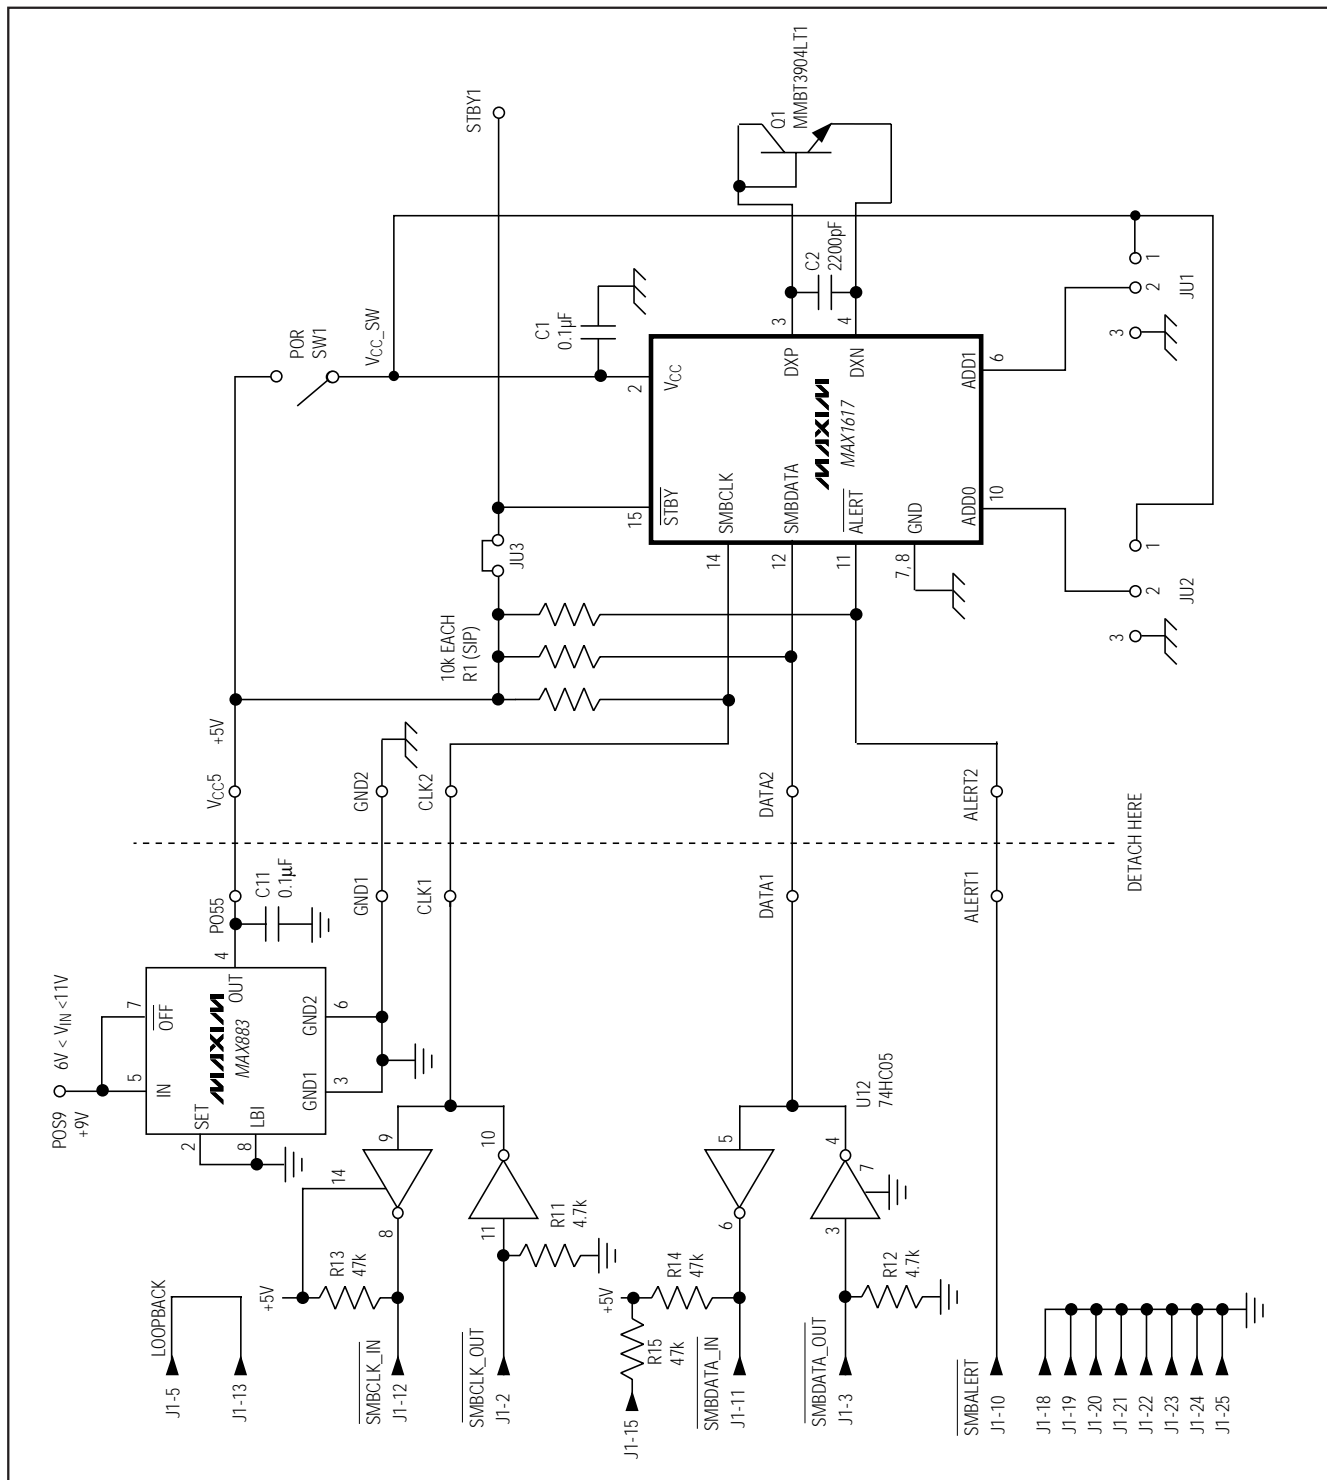 LOOPBACK
J1-5
J1-13
+5V
R13
47k
SMBCLK_IN
J1-12
SMBCLK_OUT
J1-2
R11
4.7k
+5V
R14
47k
R15
47k
J1-15
SMBDATA_IN
J1-11
SMBDATA_OUT
J1-3
R12
4.7k
SMBALERT
J1-10
J1-18
J1-19
J1-20
J1-21
J1-22
J1-23
J1-24
J1-25
POS9
+9V
6V < VIN <11V
5
IN
7
OFF
2
SET
8
LBI
MAXIM
MAX883
4
OUT
3
GND1
6
GND2
14
9
8
10
11
5
6
4
3
7
U12
74HC05
PO55
C11
0.1µF
GND1
CLK1
DATA1
ALERT1
DETACH HERE
VCC5
+5V
GND2
CLK2
DATA2
ALERT2
10k EACH
R1 (SIP)
JU3
STBY1
POR
SW1
VCC_SW
C1
0.1µF
2
VCC
15
STBY
14
SMBCLK
12
SMBDATA
11
ALERT
7, 8
GND
MAXIM
MAX1617
3
DXP
4
DXN
6
ADD1
10
ADD0
C2
2200pF
Q1
MMBT3904LT1
1
2
3
JU1
1
2
3
JU2